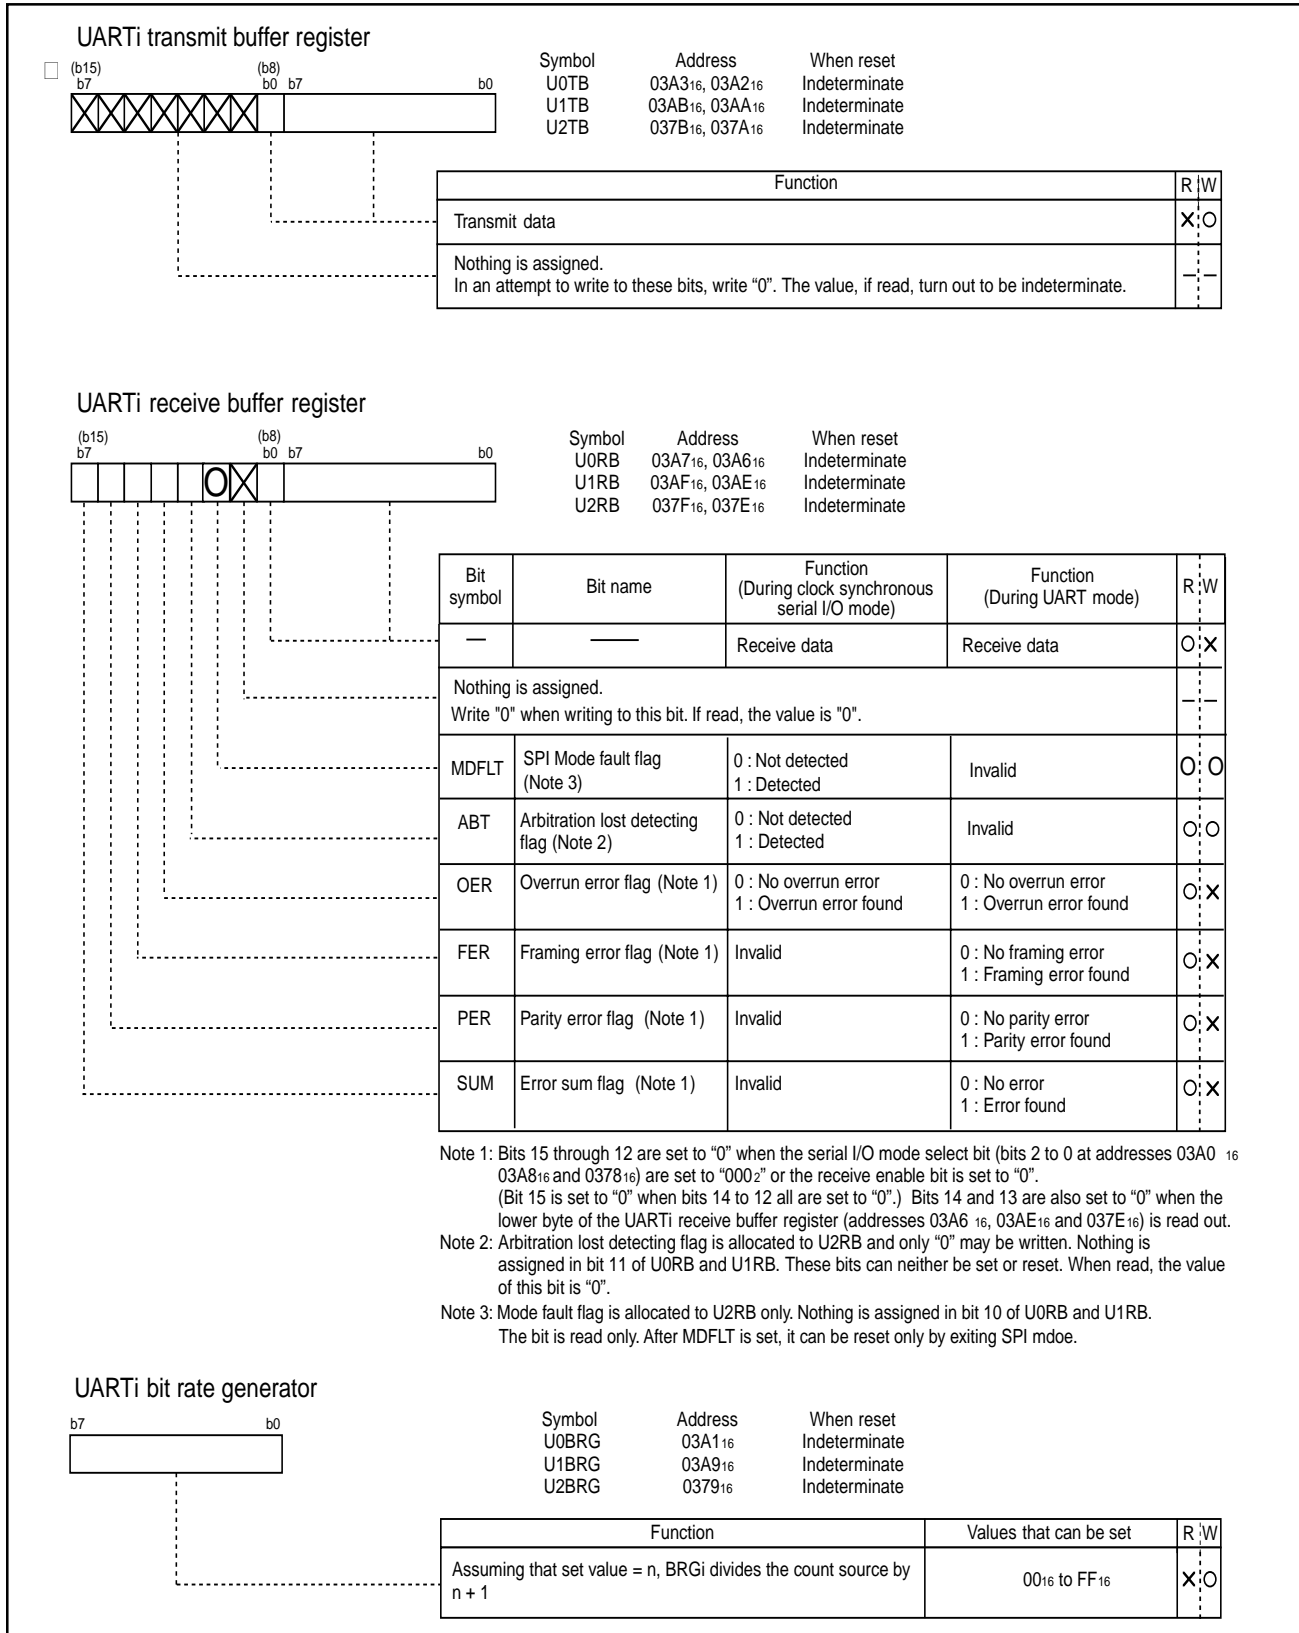 UARTi transmit buffer register
(b15) (b8)
b7 b0 b7 b0
Symbol Address When reset
U0TB 03A316, 03A216 Indeterminate
U1TB 03AB16, 03AA16 Indeterminate
U2TB 037B16, 037A16 Indeterminate
Function R W
Transmit data X O
Nothing is assigned.
In an attempt to write to these bits, write “0”. The value, if read, turn out to be indeterminate. – –
UARTi receive buffer register
(b15) (b8)
b7 b0 b7 b0
Symbol Address When reset
U0RB 03A716, 03A616 Indeterminate
U1RB 03AF16, 03AE16 Indeterminate
U2RB 037F16, 037E16 Indeterminate
Bit symbol Bit name Function (During clock synchronous serial I/O mode) Function (During UART mode) R W
— — Receive data Receive data O X
Nothing is assigned.
Write "0" when writing to this bit. If read, the value is "0". – –
MDFLT SPI Mode fault flag (Note 3) 0 : Not detected 1 : Detected Invalid O O
ABT Arbitration lost detecting flag (Note 2) 0 : Not detected 1 : Detected Invalid O O
OER Overrun error flag (Note 1) 0 : No overrun error 1 : Overrun error found 0 : No overrun error 1 : Overrun error found O X
FER Framing error flag (Note 1) Invalid 0 : No framing error 1 : Framing error found O X
PER Parity error flag (Note 1) Invalid 0 : No parity error 1 : Parity error found O X
SUM Error sum flag (Note 1) Invalid 0 : No error 1 : Error found O X
Note 1: Bits 15 through 12 are set to “0” when the serial I/O mode select bit (bits 2 to 0 at addresses 03A0 16
03A816 and 037816) are set to “0002” or the receive enable bit is set to “0”.
(Bit 15 is set to “0” when bits 14 to 12 all are set to “0”.) Bits 14 and 13 are also set to “0” when the
lower byte of the UARTi receive buffer register (addresses 03A6 16, 03AE16 and 037E16) is read out.
Note 2: Arbitration lost detecting flag is allocated to U2RB and only “0” may be written. Nothing is
assigned in bit 11 of U0RB and U1RB. These bits can neither be set or reset. When read, the value
of this bit is “0”.
Note 3: Mode fault flag is allocated to U2RB only. Nothing is assigned in bit 10 of U0RB and U1RB.
The bit is read only. After MDFLT is set, it can be reset only by exiting SPI mdoe.
UARTi bit rate generator
b7 b0
Symbol Address When reset
U0BRG 03A116 Indeterminate
U1BRG 03A916 Indeterminate
U2BRG 037916 Indeterminate
Function Values that can be set R W
Assuming that set value = n, BRGi divides the count source by
n + 1 0016 to FF16 X O